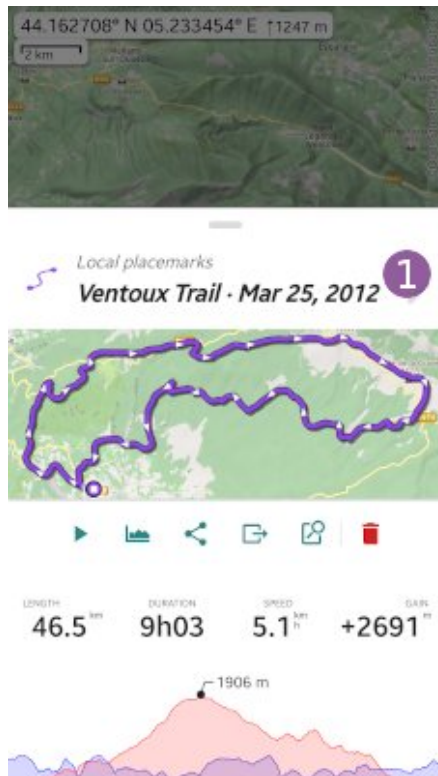 44.162708° N 05.233454° E ↑1247 m
2 km
Local placemarks
Ventoux Trail · Mar 25, 2012
1
LENGTH DURATION SPEED GAIN
46.5 km 9h03 5.1 km h +2691 m
1906 m